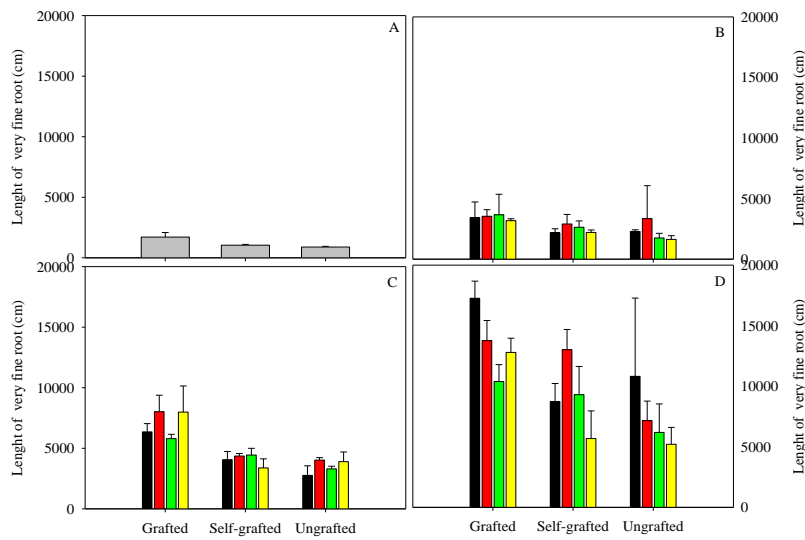 20000
15000
10000
5000
0
Lenght of very fine root (cm)
A
B
20000
15000
10000
5000
0
Lenght of very fine root (cm)
20000
15000
10000
5000
0
Lenght of very fine root (cm)
C
Grafted Self-grafted Ungrafted
D
20000
15000
10000
5000
0
Lenght of very fine root (cm)
Grafted Self-grafted Ungrafted